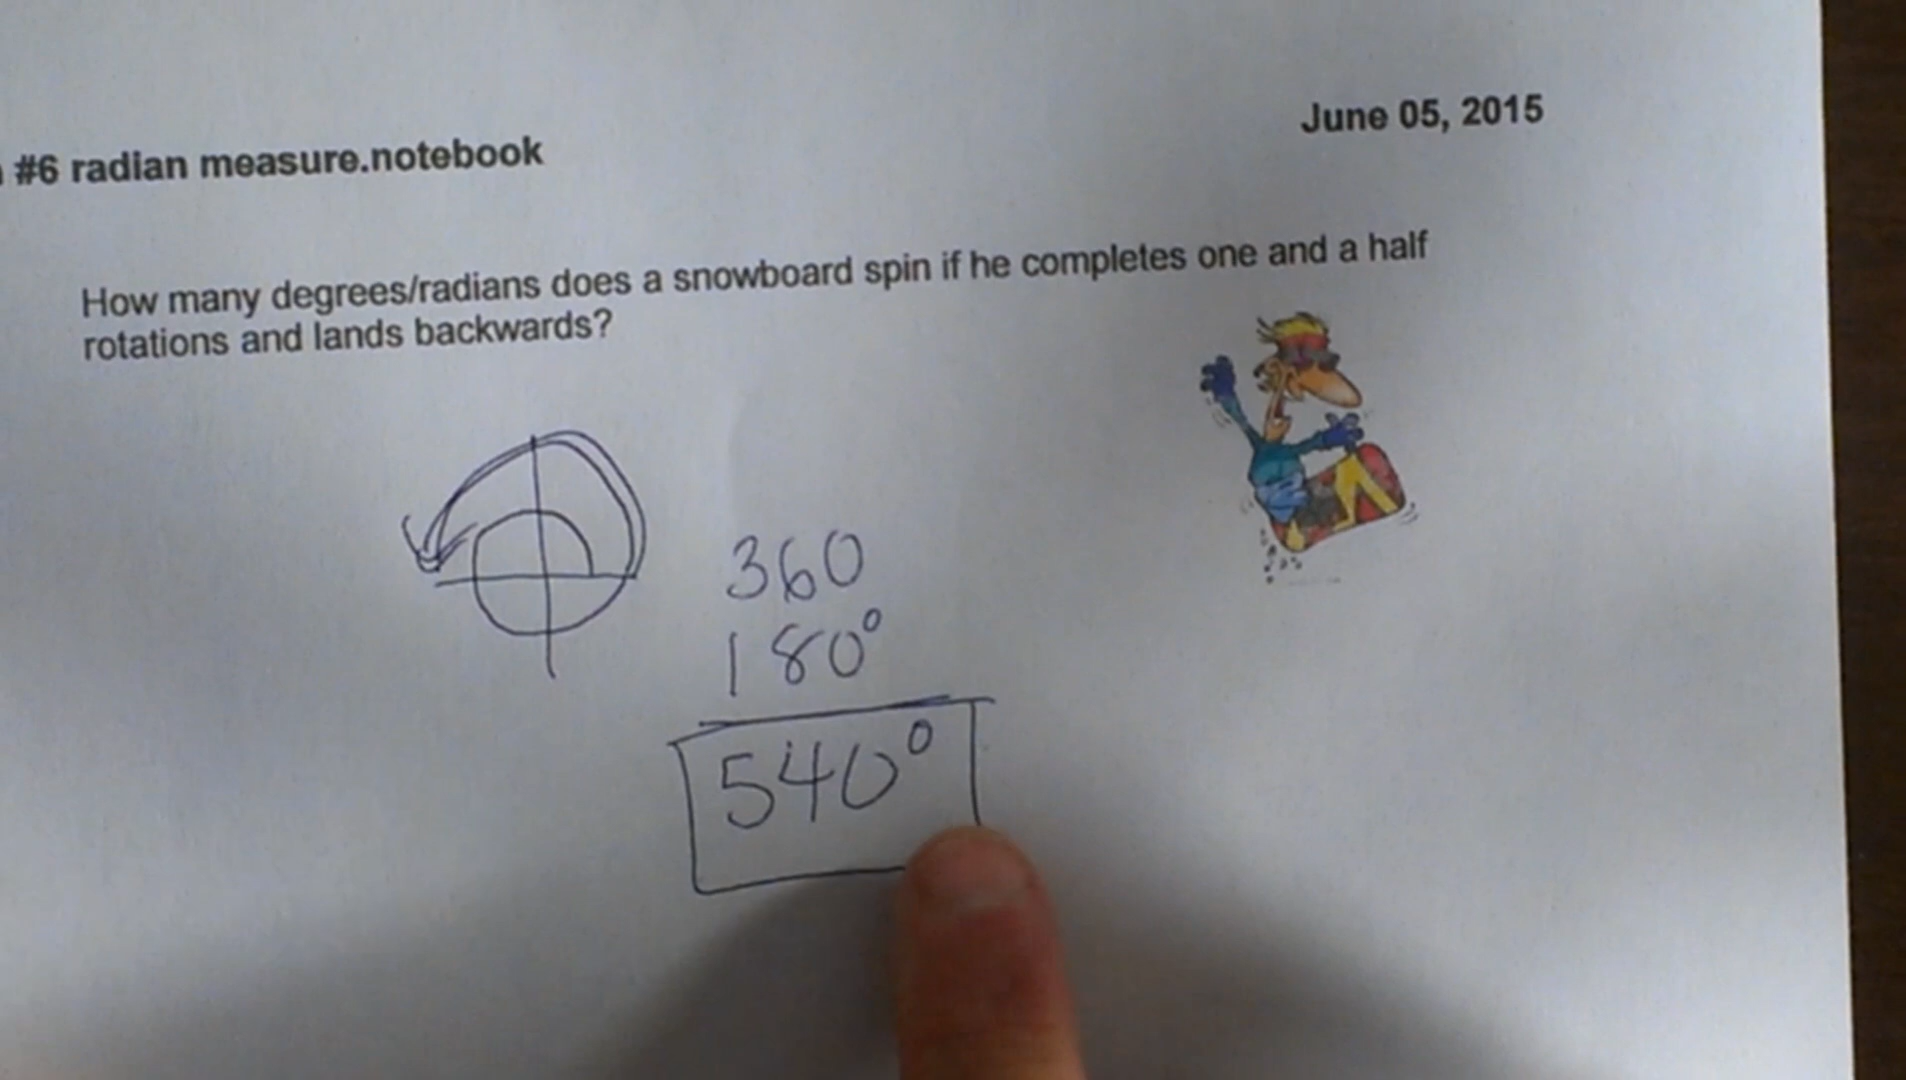 #6 radian measure.notebook
June 05, 2015
How many degrees/radians does a snowboard spin if he completes one and a half
rotations and lands backwards?
360
180°
540°